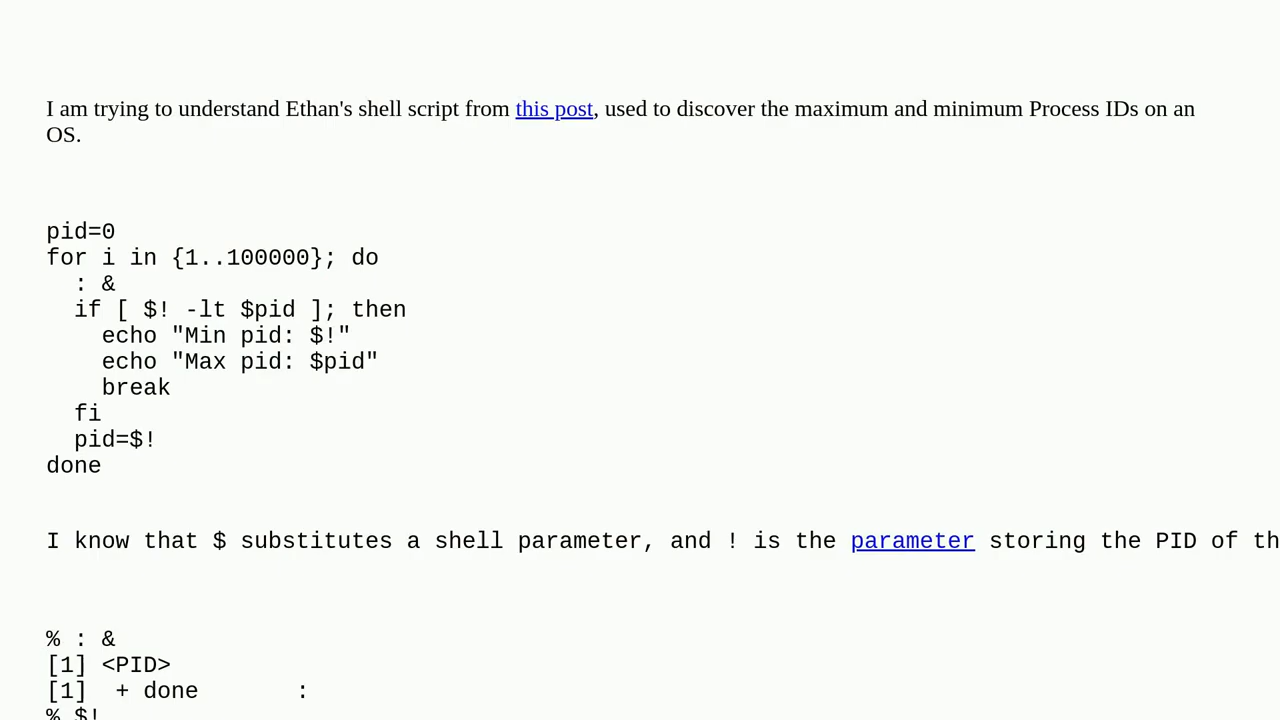 I am trying to understand Ethan's shell script from this post, used to discover the maximum and minimum Process IDs on an
OS.
pid=0
for i in {1..100000}; do
  : &
  if [ $! -lt $pid ]; then
    echo "Min pid: $!"
    echo "Max pid: $pid"
    break
  fi
  pid=$!
done
I know that $ substitutes a shell parameter, and ! is the parameter storing the PID of th
% : &
[1] <PID>
[1]  + done       :
% $!